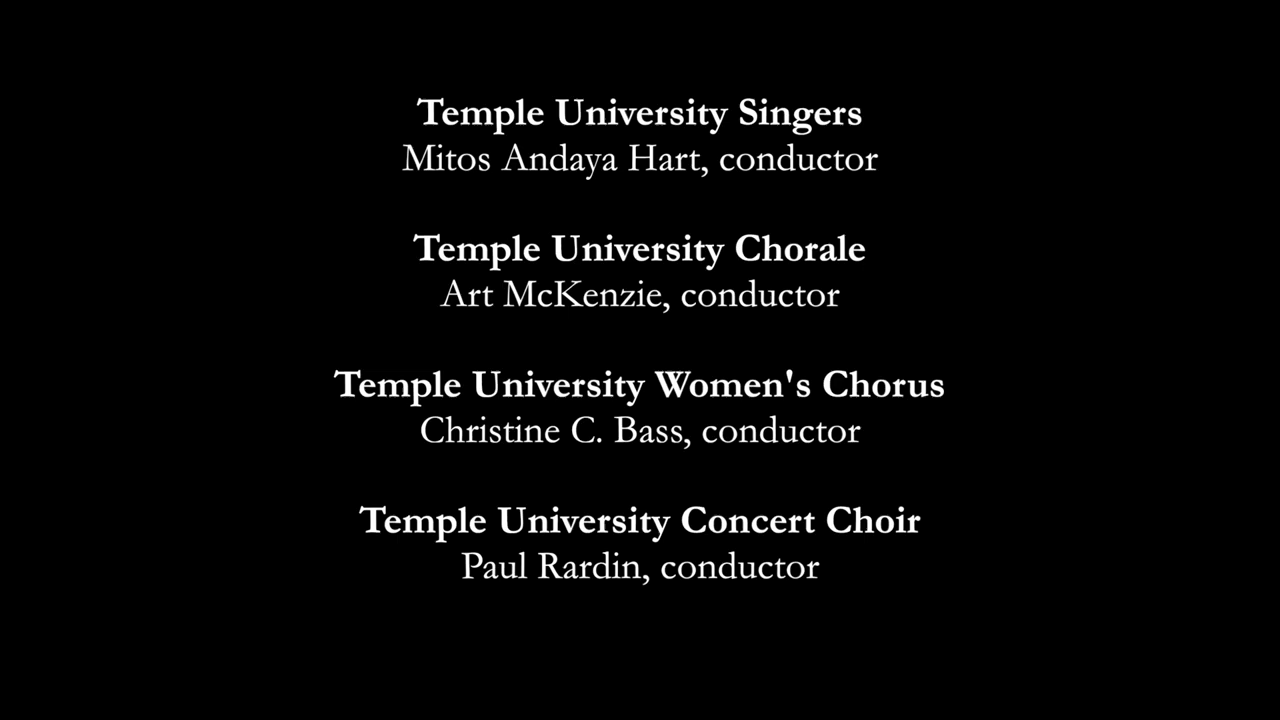 Temple University Singers
Mitos Andaya Hart, conductor
Temple University Chorale
Art McKenzie, conductor
Temple University Women's Chorus
Christine C. Bass, conductor
Temple University Concert Choir
Paul Rardin, conductor